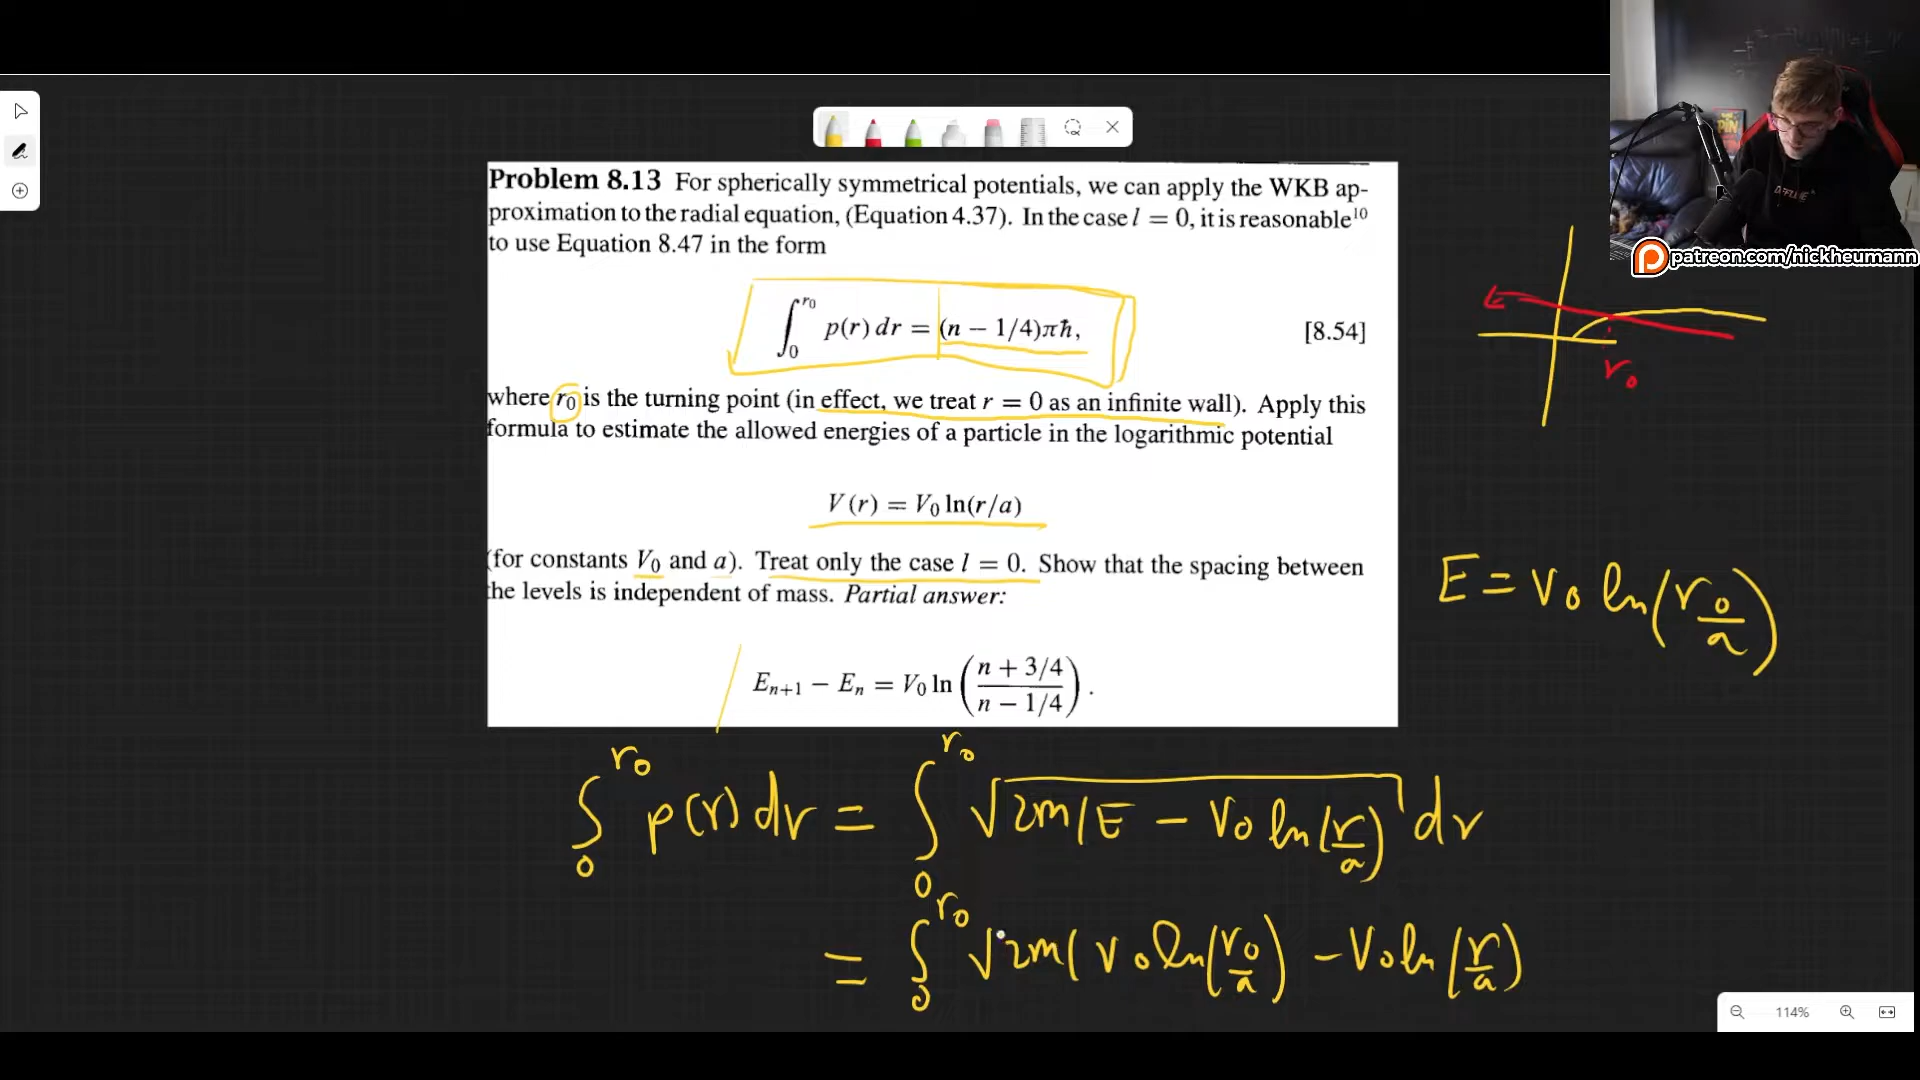 patreon.com/nickheumann
Problem 8.13 For spherically symmetrical potentials, we can apply the WKB ap-
proximation to the radial equation, (Equation 4.37). In the case l = 0, it is reasonable¹⁰
to use Equation 8.47 in the form
∫₀^{r₀} p(r) dr = (n − 1/4)πℏ, [8.54]
where r₀ is the turning point (in effect, we treat r = 0 as an infinite wall). Apply this
formula to estimate the allowed energies of a particle in the logarithmic potential
V(r) = V₀ ln(r/a)
(for constants V₀ and a). Treat only the case l = 0. Show that the spacing between
the levels is independent of mass. Partial answer:
E_{n+1} − E_n = V₀ ln((n + 3/4)/(n − 1/4)).
r₀
E = V₀ ln(r₀/a)
∫₀^{r₀} p(r) dr = ∫₀^{r₀} √2m(E − V₀ ln(r/a) dr
= ∫₀^{r₀} √2m(V₀ ln(r₀/a) − V₀ ln(r/a)
114%